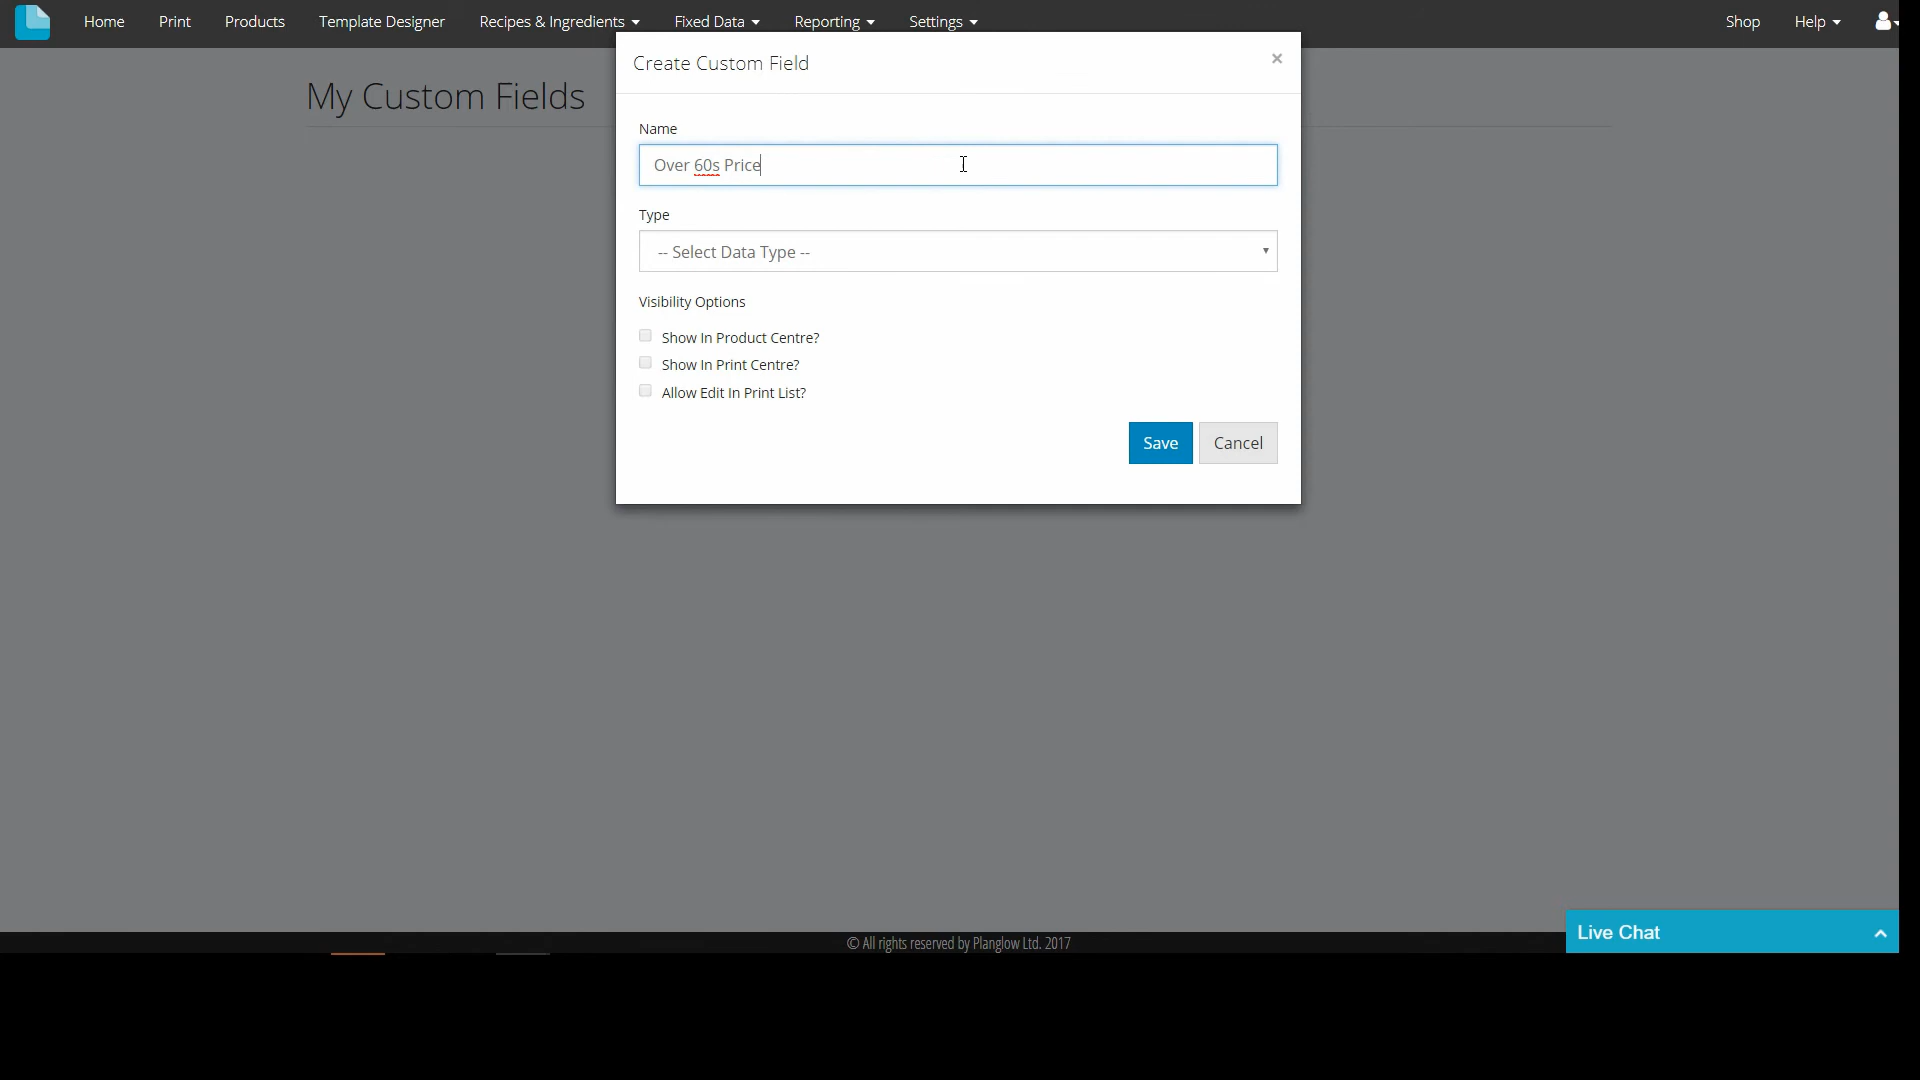 Home Print Products Template Designer Recipes & Ingredients Fixed Data Reporting Settings Shop Help
Create Custom Field ×
My Custom Fields
Name
Over 60s Price
Type
-- Select Data Type --
Visibility Options
Show In Product Centre?
Show In Print Centre?
Allow Edit In Print List?
Save Cancel
Live Chat
© All rights reserved by Planglow Ltd. 2017